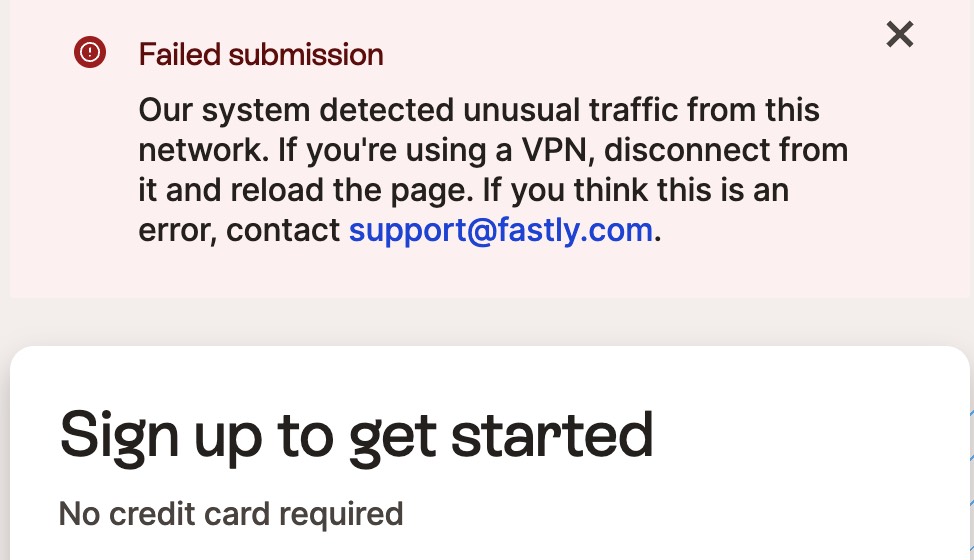 Failed submission
Our system detected unusual traffic from this
network. If you're using a VPN, disconnect from
it and reload the page. If you think this is an
error, contact support@fastly.com.
Sign up to get started
No credit card required